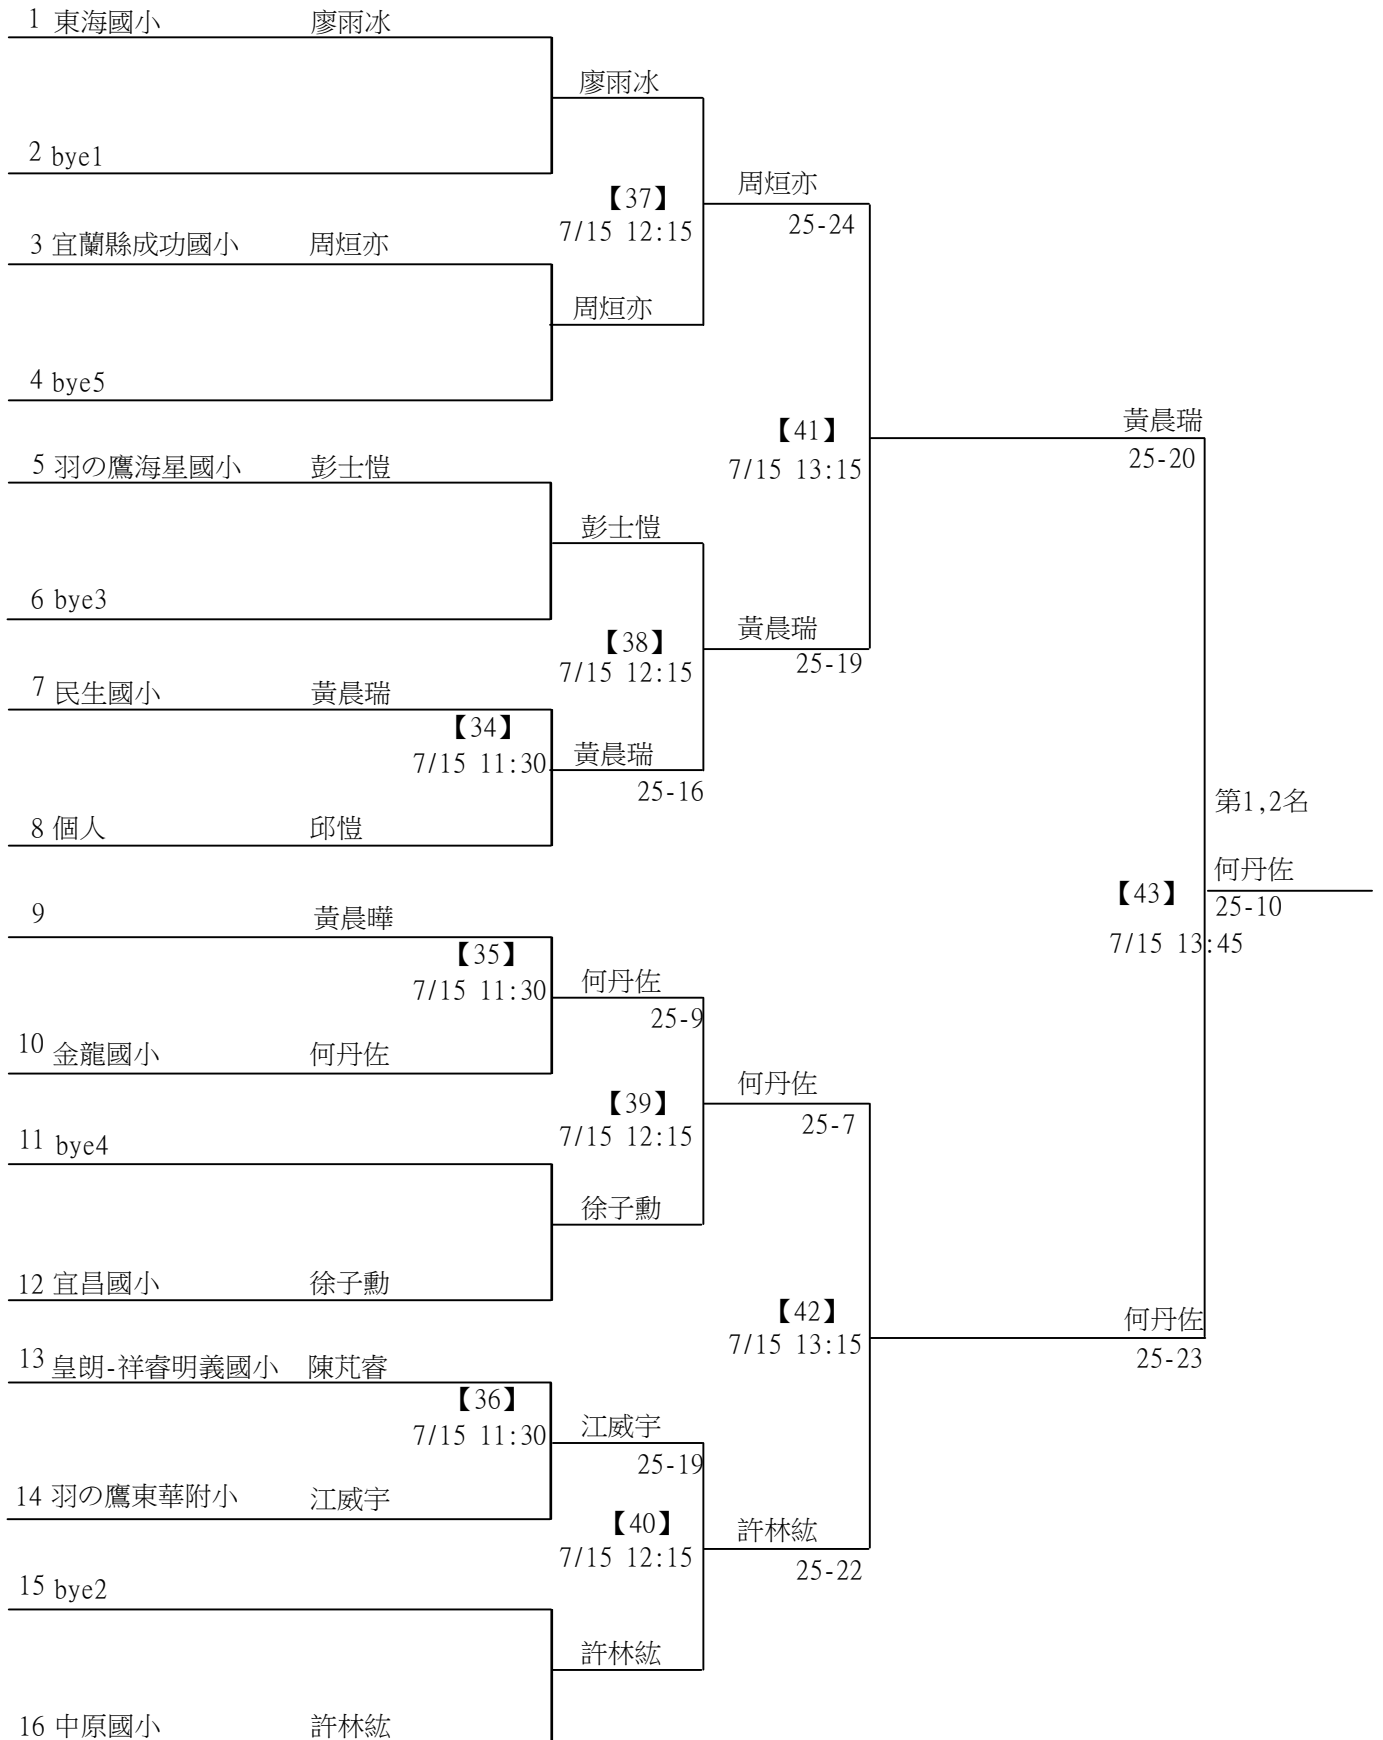 1 東海國小 廖雨冰
廖雨冰
2 bye1
【37】
7/15 12:15
周烜亦
25-24
3 宜蘭縣成功國小 周烜亦
周烜亦
4 bye5
【41】
7/15 13:15
黃晨瑞
25-20
5 羽の鷹海星國小 彭士愷
彭士愷
6 bye3
【38】
7/15 12:15
黃晨瑞
25-19
7 民生國小 黃晨瑞
【34】
7/15 11:30
黃晨瑞
25-16
8 個人 邱愷
第1,2名
【43】
7/15 13:45
何丹佐
25-10
9 黃晨曄
【35】
7/15 11:30
何丹佐
25-9
10 金龍國小 何丹佐
【39】
7/15 12:15
何丹佐
25-7
11 bye4
徐子勳
12 宜昌國小 徐子勳
【42】
7/15 13:15
何丹佐
25-23
13 皇朗-祥睿明義國小 陳芃睿
【36】
7/15 11:30
江威宇
25-19
14 羽の鷹東華附小 江威宇
【40】
7/15 12:15
許林紘
25-22
15 bye2
許林紘
16 中原國小 許林紘